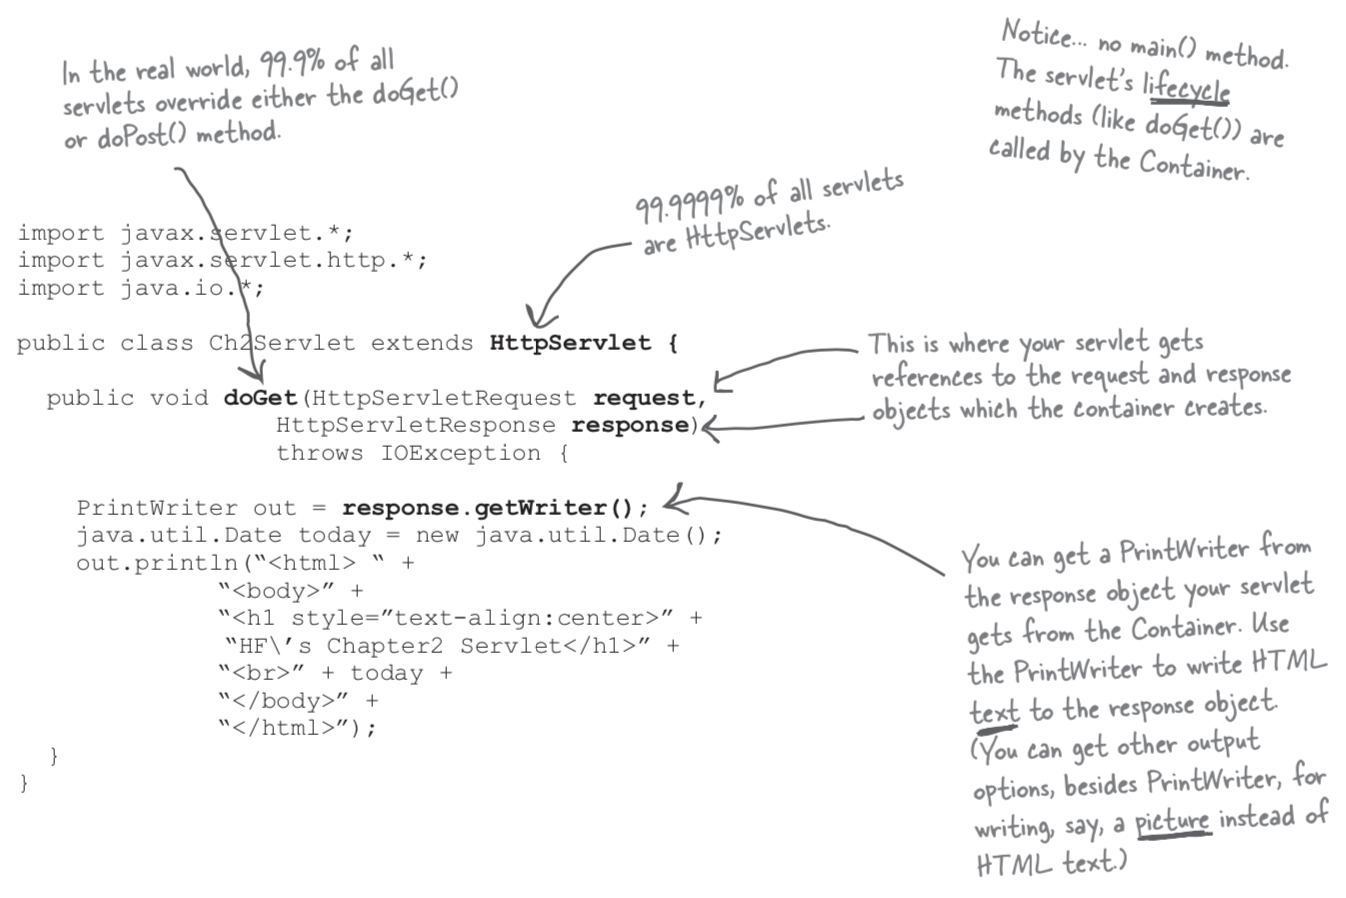 In the real world, 99.9% of all
servlets override either the doGet()
or doPost() method.
Notice... no main() method.
The servlet's lifecycle
methods (like doGet()) are
called by the Container.
99.9999% of all servlets
are HttpServlets.
import javax.servlet.*;
import javax.servlet.http.*;
import java.io.*;
public class Ch2Servlet extends HttpServlet {
public void doGet(HttpServletRequest request,
HttpServletResponse response)
throws IOException {
This is where your servlet gets
references to the request and response
objects which the container creates.
PrintWriter out = response.getWriter();
java.util.Date today = new java.util.Date();
out.println(“<html> “ +
“<body>” +
“<h1 style=”text-align:center>” +
“HF\’s Chapter2 Servlet</h1>” +
“<br>” + today +
“</body>” +
“</html>”);
}
}
You can get a PrintWriter from
the response object your servlet
gets from the Container. Use
the PrintWriter to write HTML
text to the response object.
(You can get other output
options, besides PrintWriter, for
writing, say, a picture instead of
HTML text.)